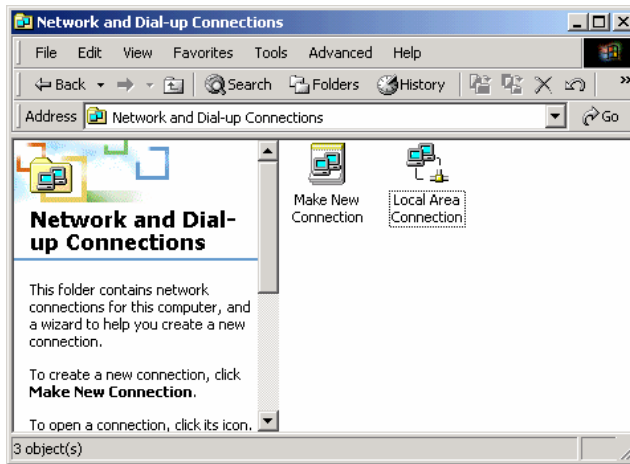 Network and Dial-up Connections
File Edit View Favorites Tools Advanced Help
Back Search Folders History »
Address Network and Dial-up Connections Go
Network and Dial-
up Connections
This folder contains network
connections for this computer, and
a wizard to help you create a new
connection.
To create a new connection, click
Make New Connection.
To open a connection, click its icon.
Make New
Connection
Local Area
Connection
3 object(s)